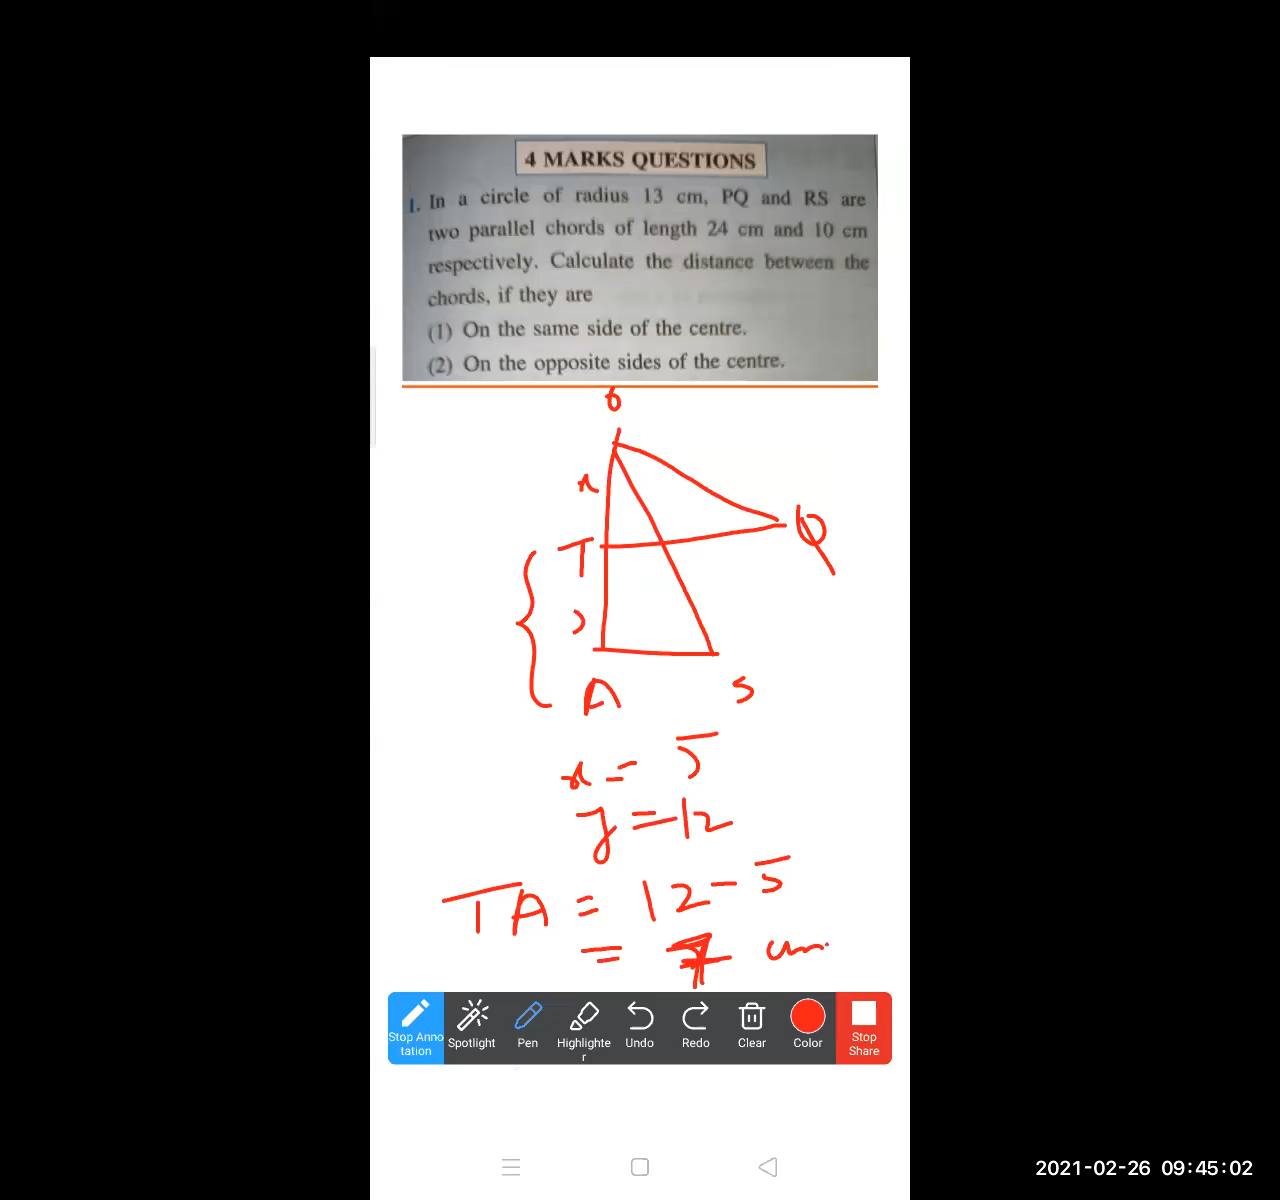 4 MARKS QUESTIONS
1. In a circle of radius 13 cm, PQ and RS are
two parallel chords of length 24 cm and 10 cm
respectively. Calculate the distance between the
chords, if they are
(1) On the same side of the centre.
(2) On the opposite sides of the centre.
O
x
Q
T
A
S
x = 5
y = 12
TA = 12 - 5
= 7 cm
Stop Anno
tation
Spotlight
Pen
Highlighte
r
Undo
Redo
Clear
Color
Stop
Share
2021-02-26 09:45:02